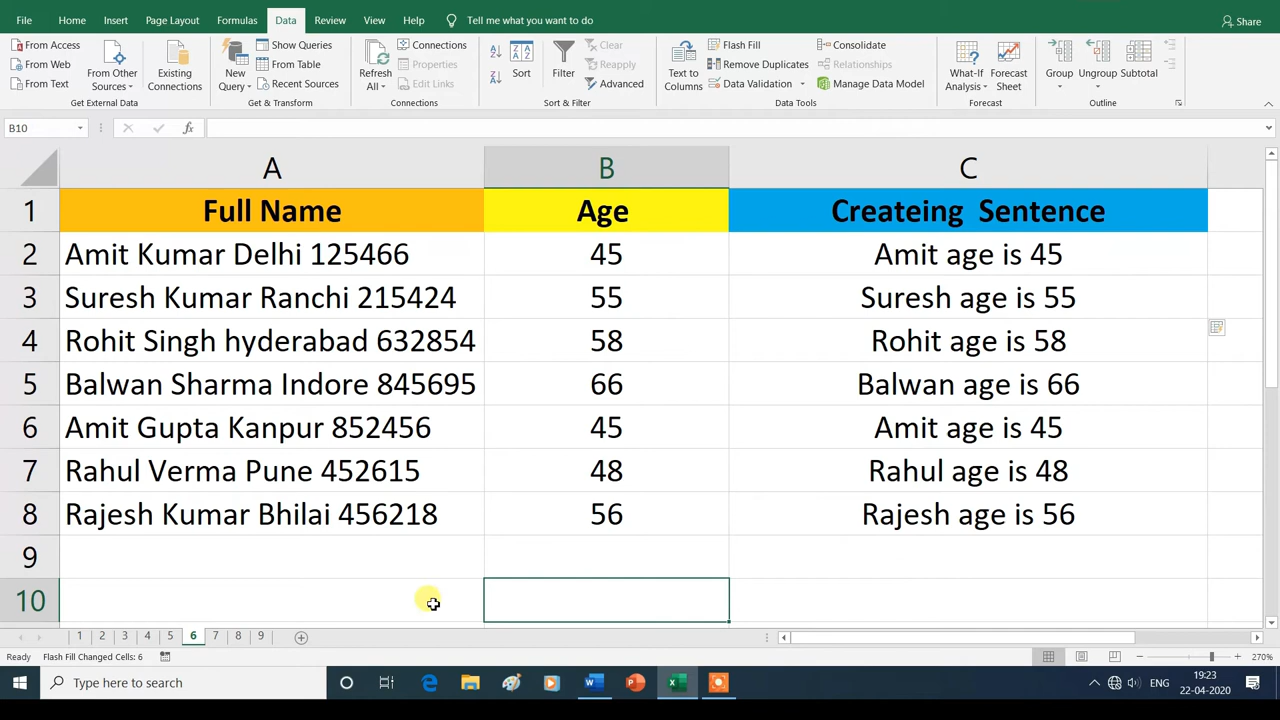 File Home Insert Page Layout Formulas Data Review View Help Tell me what you want to do Share
From Access
From Web
From Text
From Other Sources
Existing Connections
Get External Data
New Query
Show Queries
From Table
Recent Sources
Get & Transform
Refresh All
Connections
Properties
Edit Links
Connections
Sort
Filter
Clear
Reapply
Advanced
Sort & Filter
Text to Columns
Flash Fill
Remove Duplicates
Data Validation
Consolidate
Relationships
Manage Data Model
Data Tools
What-If Analysis
Forecast Sheet
Forecast
Group
Ungroup
Subtotal
Outline
B10 fx
A B C
1 Full Name Age Createing Sentence
2 Amit Kumar Delhi 125466 45 Amit age is 45
3 Suresh Kumar Ranchi 215424 55 Suresh age is 55
4 Rohit Singh hyderabad 632854 58 Rohit age is 58
5 Balwan Sharma Indore 845695 66 Balwan age is 66
6 Amit Gupta Kanpur 852456 45 Amit age is 45
7 Rahul Verma Pune 452615 48 Rahul age is 48
8 Rajesh Kumar Bhilai 456218 56 Rajesh age is 56
9
10
1 2 3 4 5 6 7 8 9
Ready Flash Fill Changed Cells: 6 270%
Type here to search ENG 19:23
22-04-2020